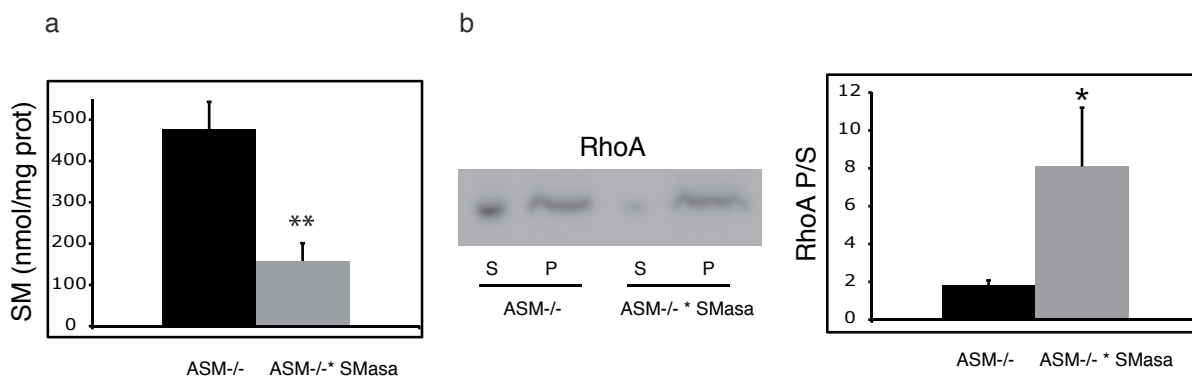 a
SM (nmol/mg prot)
500
400
300
200
100
0
**
ASM-/-
ASM-/-* SMasa
b
RhoA
S P S P
ASM-/- ASM-/- * SMasa
RhoA P/S
12
10
8
6
4
2
0
*
ASM-/-
ASM-/- * SMasa